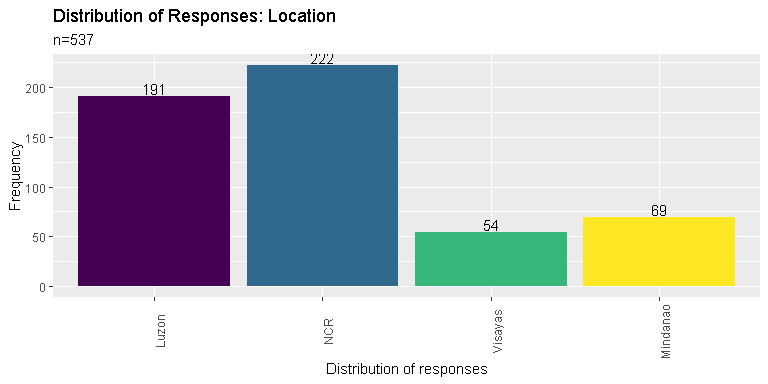 Distribution of Responses: Location
n=537
Frequency
200
150
100
50
0
191
222
54
69
Luzon
NCR
Visayas
Mindanao
Distribution of responses